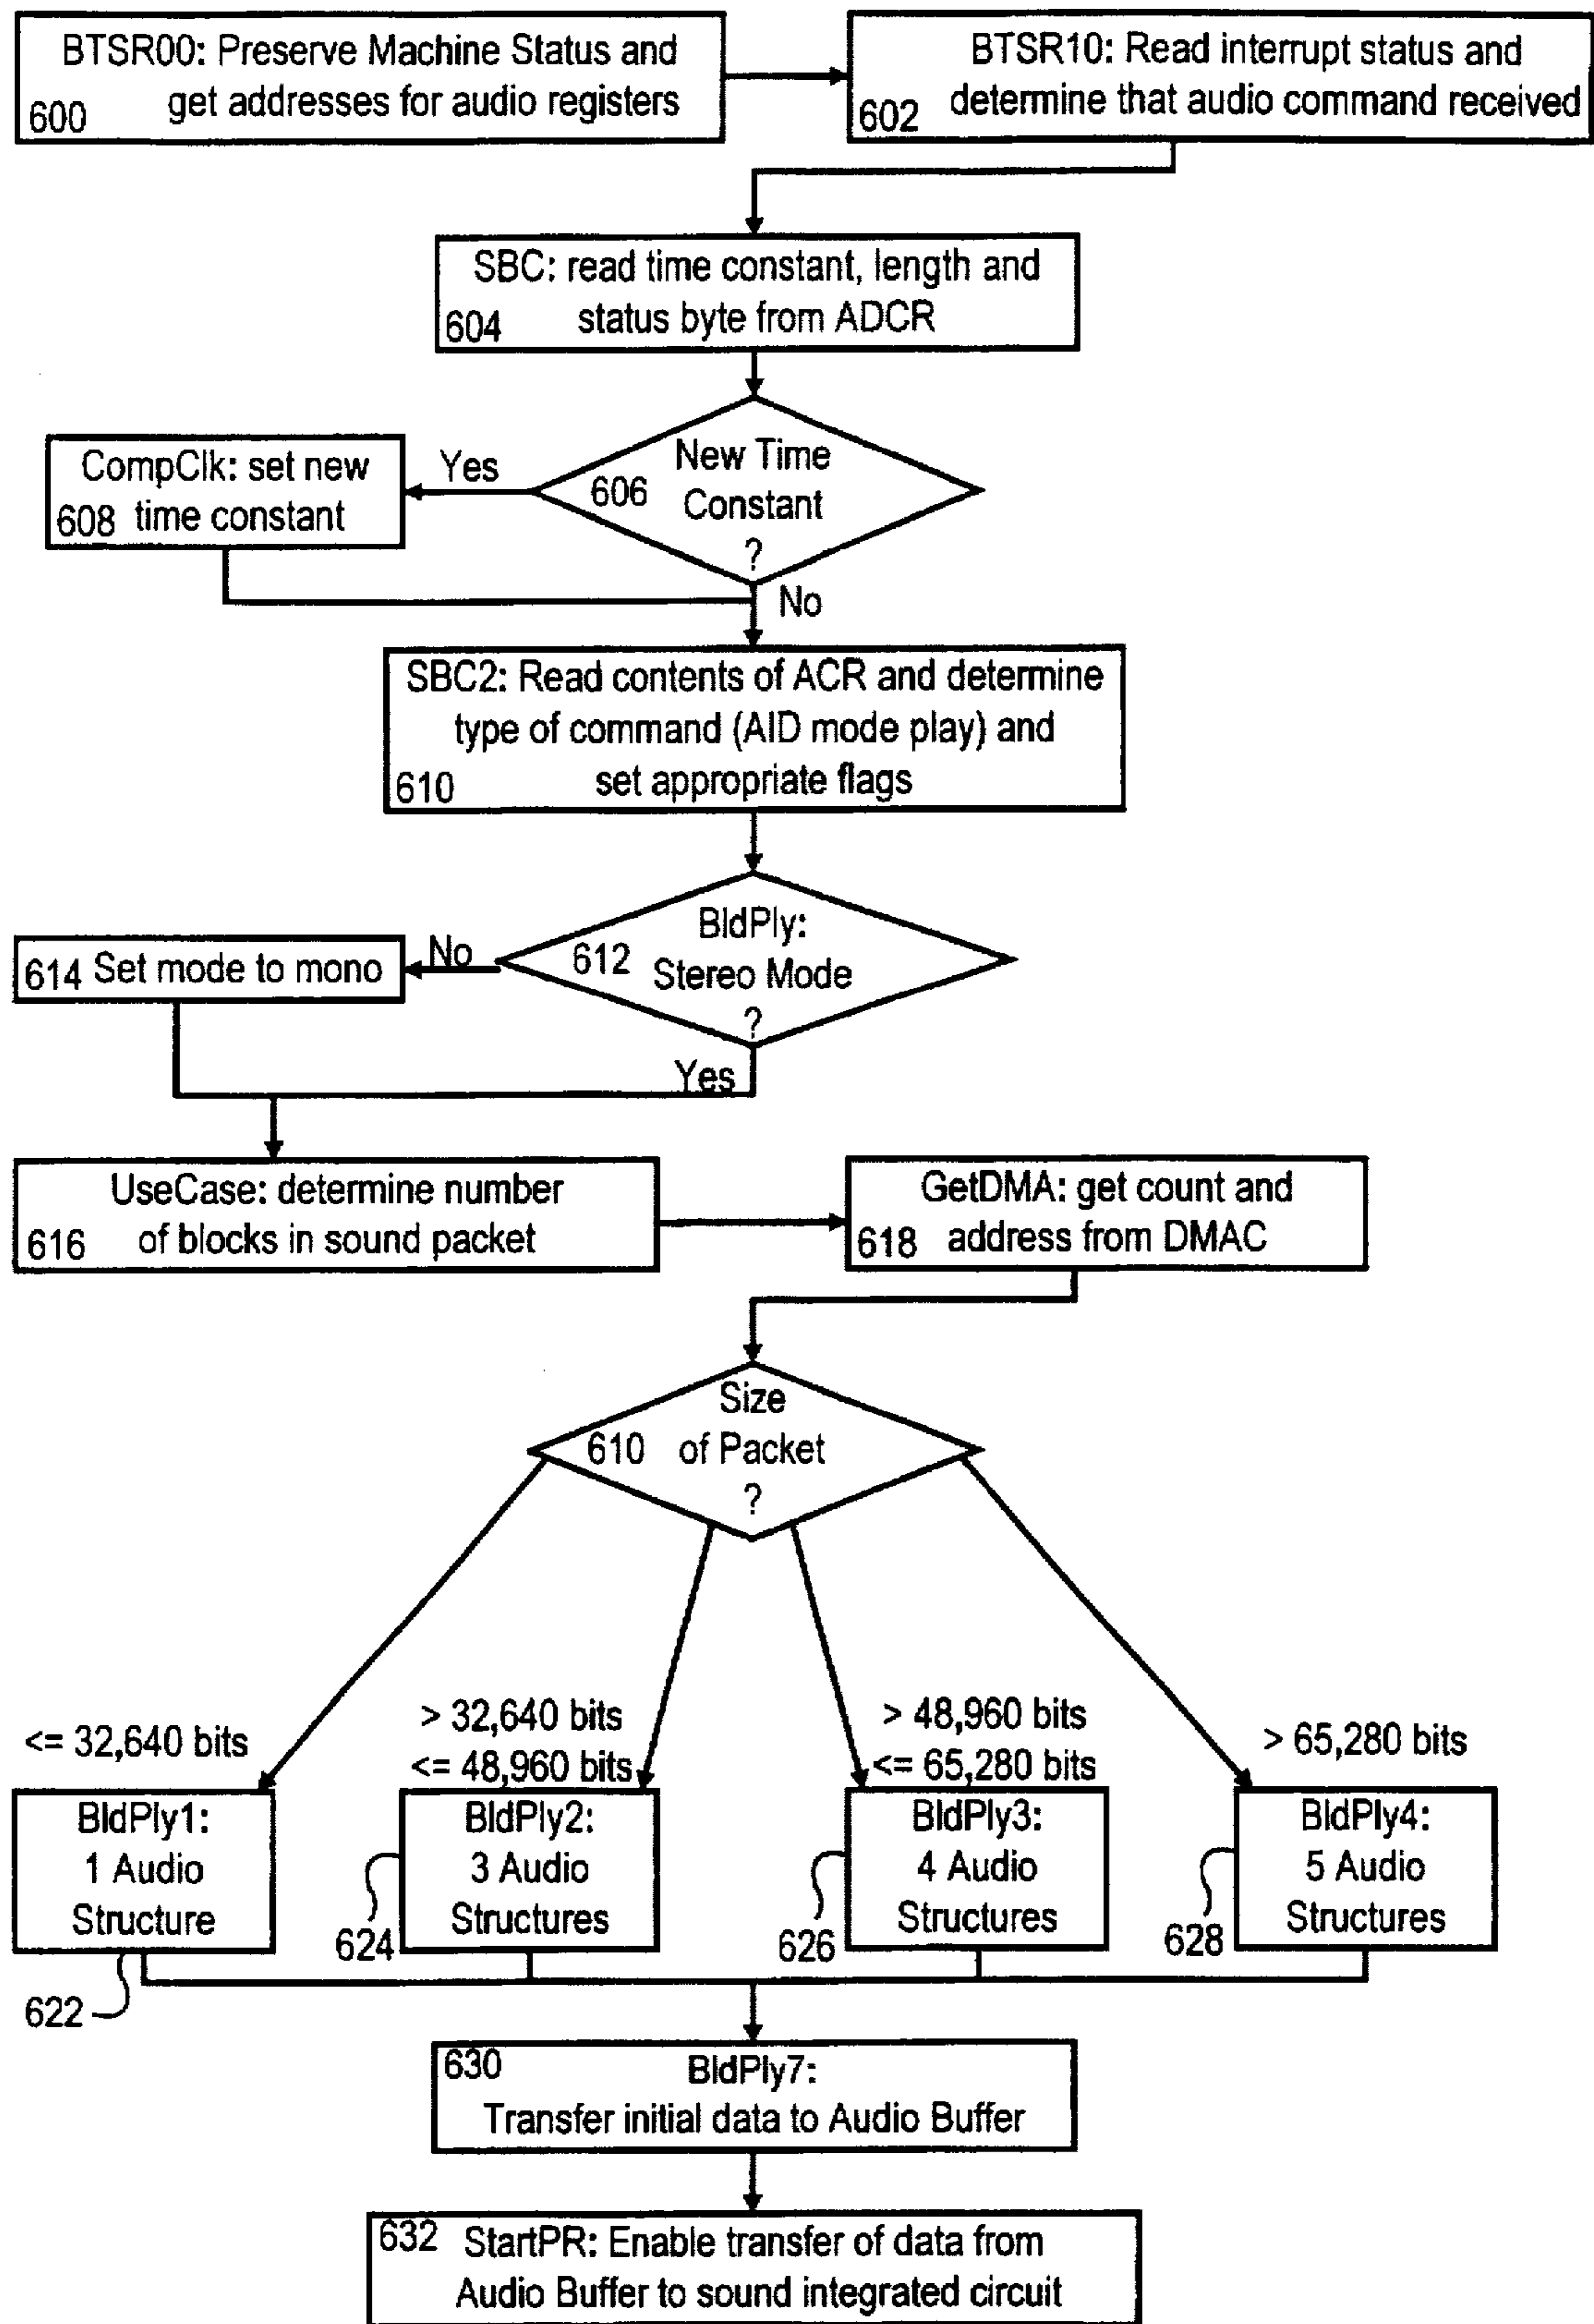 BTSR00: Preserve Machine Status and
get addresses for audio registers
600
BTSR10: Read interrupt status and
determine that audio command received
602
SBC: read time constant, length and
status byte from ADCR
604
New Time
606 Constant
?
Yes
CompClk: set new
608 time constant
No
SBC2: Read contents of ACR and determine
type of command (AID mode play) and
set appropriate flags
610
BldPly:
612 Stereo Mode
?
No
614 Set mode to mono
Yes
UseCase: determine number
616 of blocks in sound packet
GetDMA: get count and
618 address from DMAC
Size
610 of Packet
?
<= 32,640 bits
> 32,640 bits
<= 48,960 bits
> 48,960 bits
<= 65,280 bits
> 65,280 bits
BldPly1:
1 Audio
Structure
622
BldPly2:
3 Audio
Structures
624
BldPly3:
4 Audio
Structures
626
BldPly4:
5 Audio
Structures
628
630
BldPly7:
Transfer initial data to Audio Buffer
632 StartPR: Enable transfer of data from
Audio Buffer to sound integrated circuit